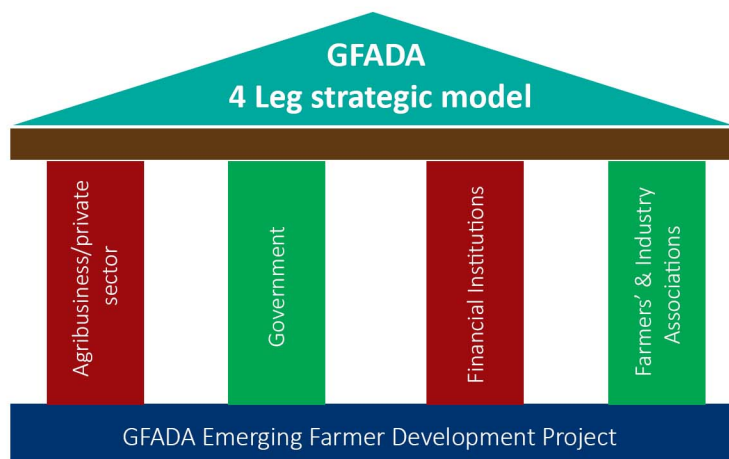 GFADA
4 Leg strategic model
Agribusiness/private
sector
Government
Financial Institutions
Farmers’ & Industry
Associations
GFADA Emerging Farmer Development Project